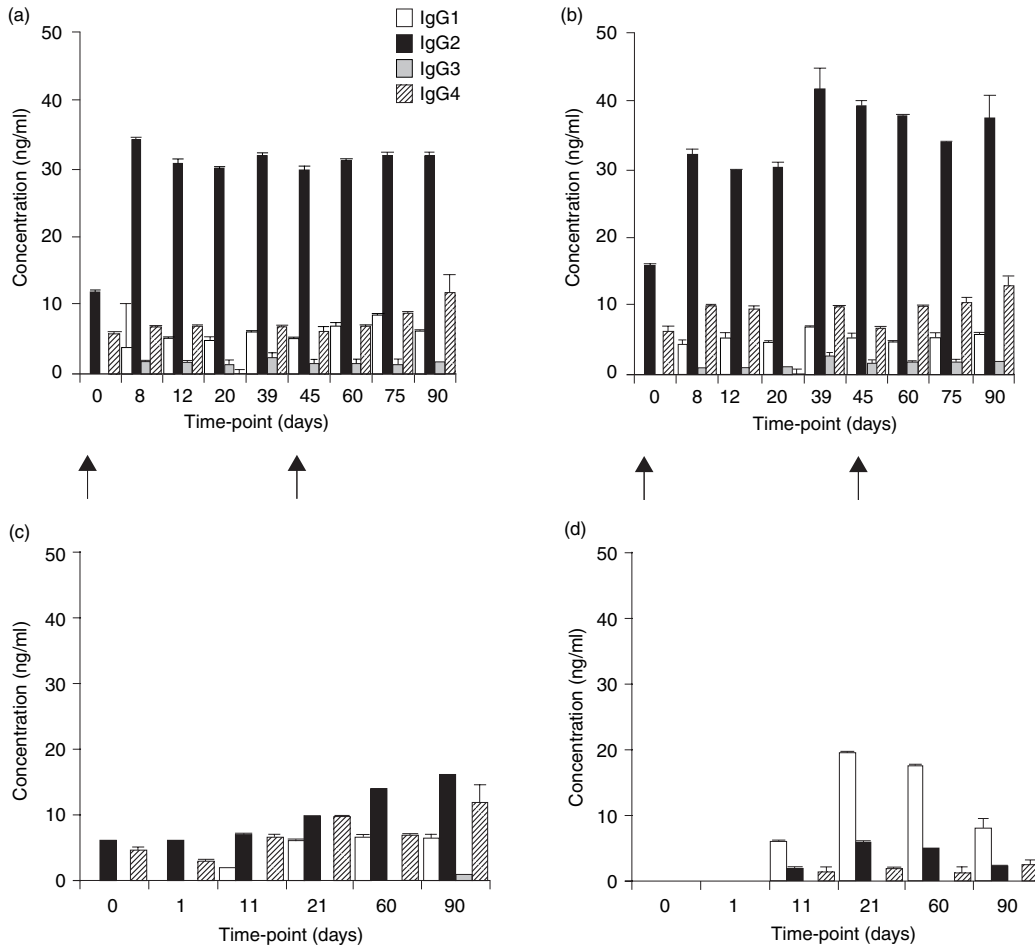 (a)
50
40
30
20
10
0
Concentration (ng/ml)
0 8 12 20 39 45 60 75 90
Time-point (days)
IgG1
IgG2
IgG3
IgG4
(b)
50
40
30
20
10
0
Concentration (ng/ml)
0 8 12 20 39 45 60 75 90
Time-point (days)
(c)
50
40
30
20
10
0
Concentration (ng/ml)
0 1 11 21 60 90
Time-point (days)
(d)
50
40
30
20
10
0
Concentration (ng/ml)
0 1 11 21 60 90
Time-point (days)